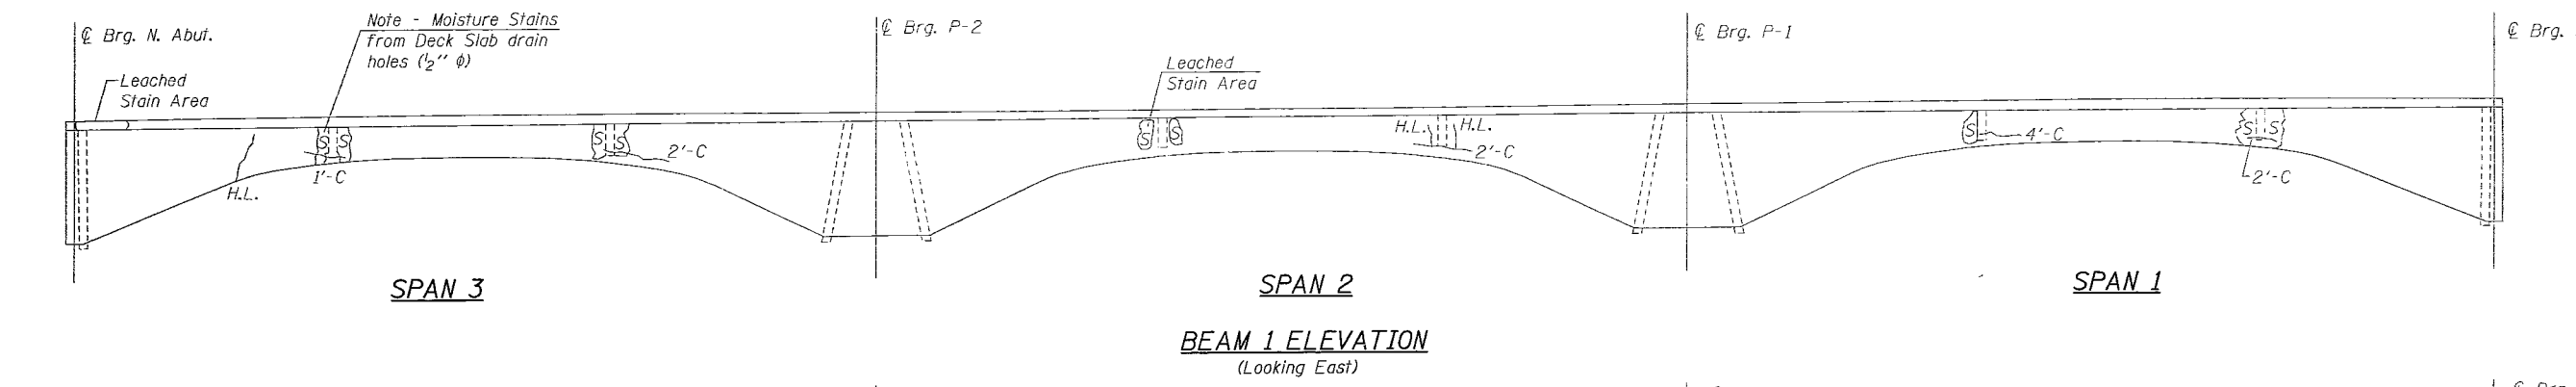 ℄ Brg. N. Abut.
Note - Moisture Stains
from Deck Slab drain
holes (½" φ)
℄ Brg. P-2
℄ Brg. P-1
℄ Brg.
Leached
Stain Area
Leached
Stain Area
H.L.
S S
1'-C
S S
2'-C
S S
H.L. H.L.
2'-C
S
4'-C
S S
2'-C
SPAN 3
SPAN 2
SPAN 1
BEAM 1 ELEVATION
(Looking East)